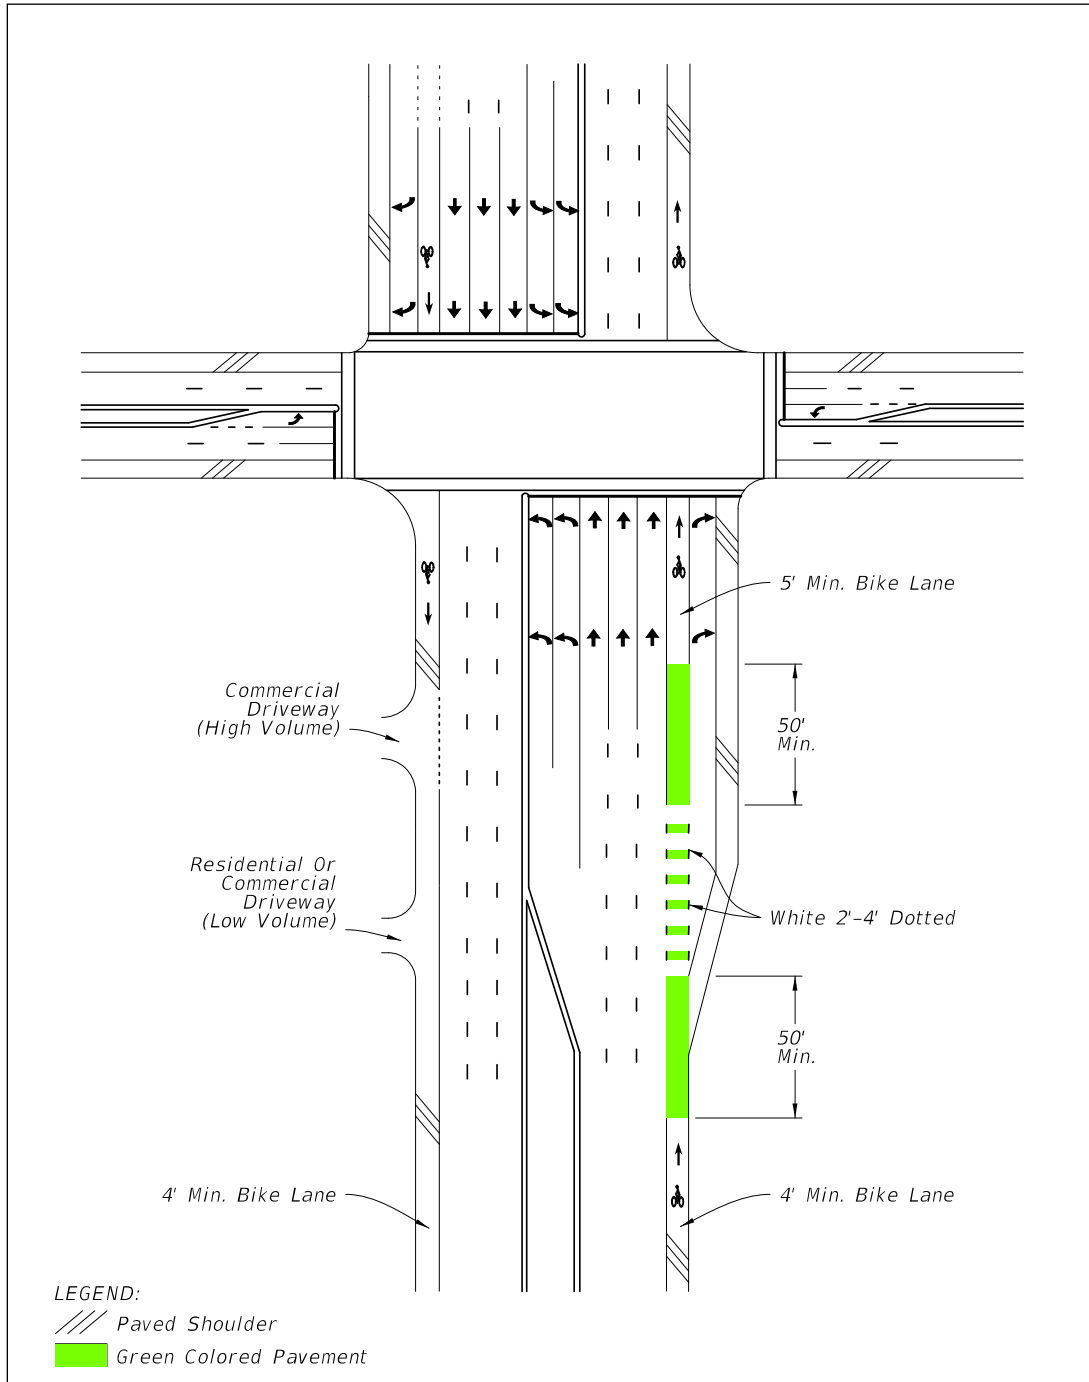 5' Min. Bike Lane
Commercial
Driveway
(High Volume)
50'
Min.
Residential Or
Commercial
Driveway
(Low Volume)
White 2'-4' Dotted
50'
Min.
4' Min. Bike Lane
4' Min. Bike Lane
LEGEND:
Paved Shoulder
Green Colored Pavement